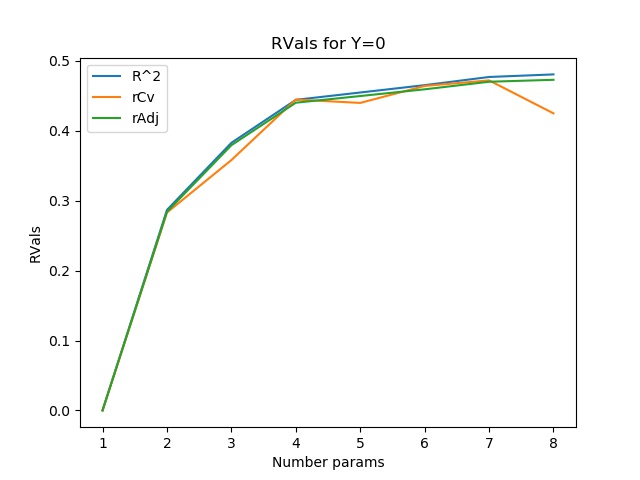 RVals for Y=0
R^2
rCv
rAdj
RVals
0.5
0.4
0.3
0.2
0.1
0.0
1 2 3 4 5 6 7 8
Number params